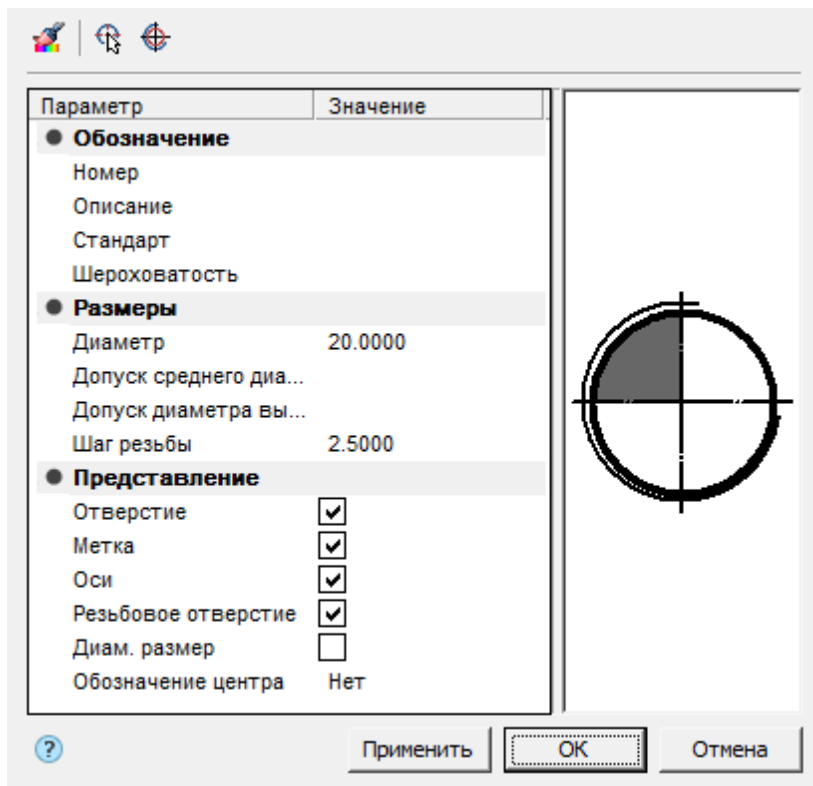 Параметр Значение
Обозначение
Номер
Описание
Стандарт
Шероховатость
Размеры
Диаметр 20.0000
Допуск среднего диа...
Допуск диаметра вы...
Шаг резьбы 2.5000
Представление
Отверстие
Метка
Оси
Резьбовое отверстие
Диам. размер
Обозначение центра Нет
? Применить ОК Отмена